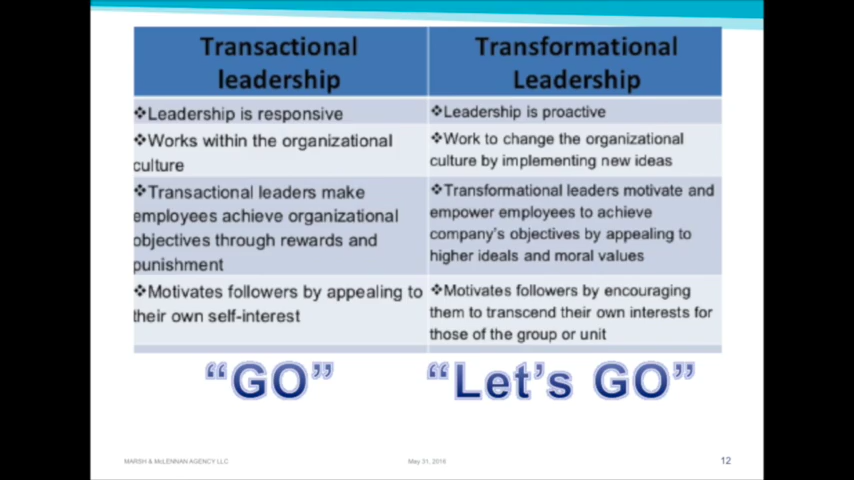 Transactional
leadership
Transformational
Leadership
❖Leadership is responsive
❖Leadership is proactive
❖Works within the organizational
culture
❖Work to change the organizational
culture by implementing new ideas
❖Transactional leaders make
employees achieve organizational
objectives through rewards and
punishment
❖Transformational leaders motivate and
empower employees to achieve
company's objectives by appealing to
higher ideals and moral values
❖Motivates followers by appealing to
their own self-interest
❖Motivates followers by encouraging
them to transcend their own interests for
those of the group or unit
“GO”
“Let’s GO”
MARSH & McLENNAN AGENCY LLC
May 31, 2016
12